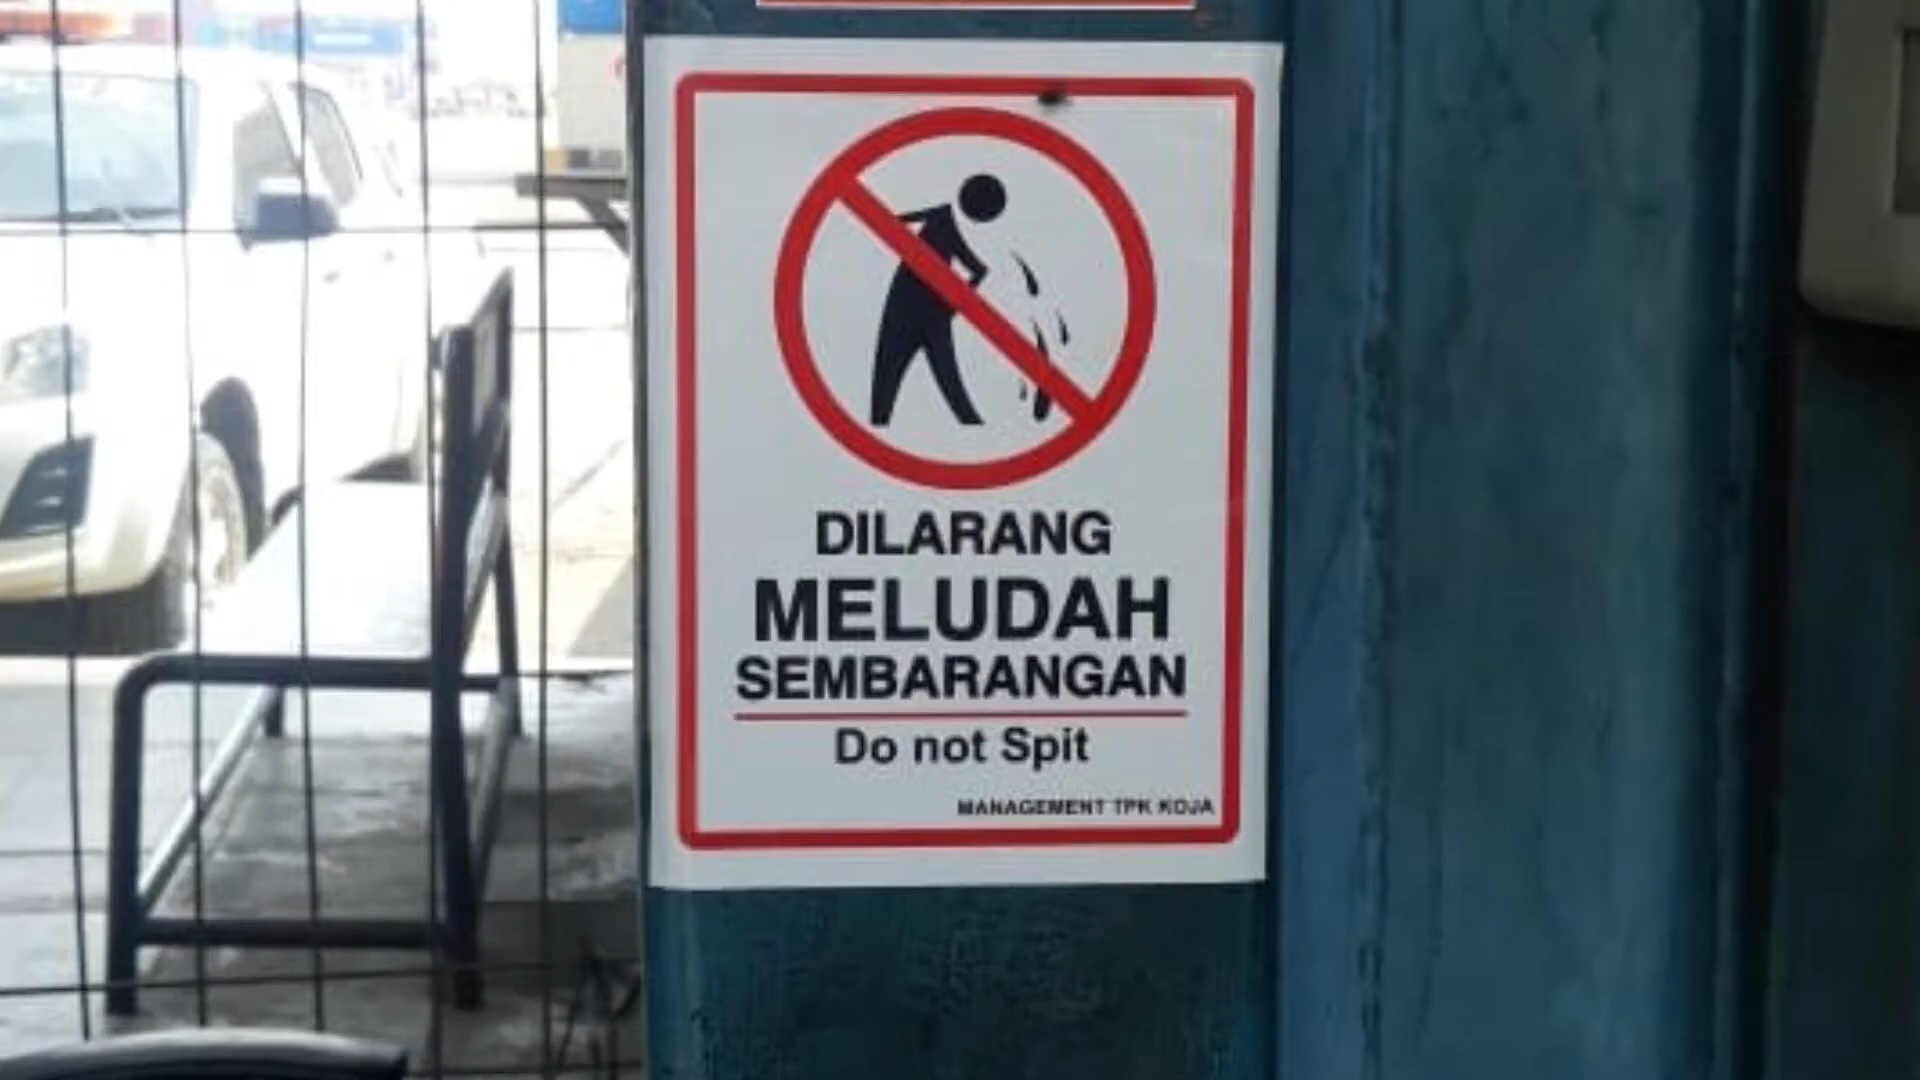 DILARANG
MELUDAH
SEMBARANGAN
Do not Spit
MANAGEMENT TPK KOJA